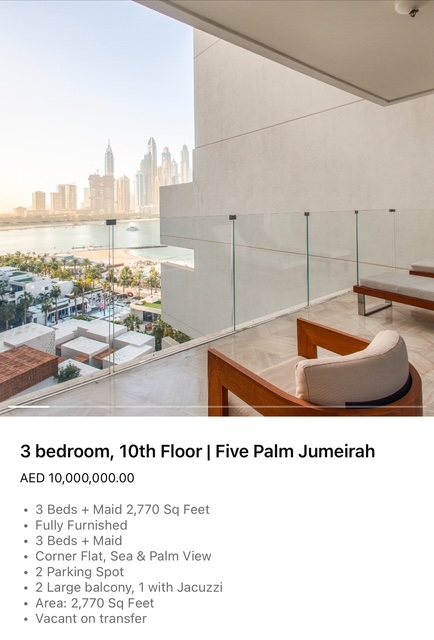 3 bedroom, 10th Floor | Five Palm Jumeirah
AED 10,000,000.00
• 3 Beds + Maid 2,770 Sq Feet
• Fully Furnished
• 3 Beds + Maid
• Corner Flat, Sea & Palm View
• 2 Parking Spot
• 2 Large balcony, 1 with Jacuzzi
• Area: 2,770 Sq Feet
• Vacant on transfer